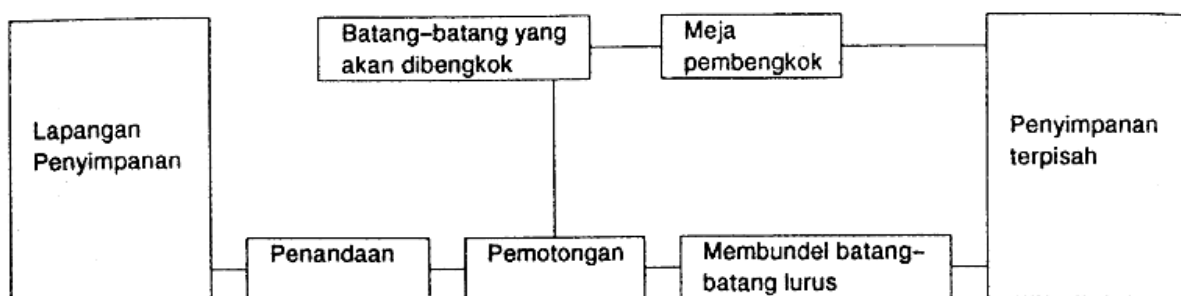 Batang-batang yang
akan dibengkok
Meja
pembengkok
Lapangan
Penyimpanan
Penyimpanan
terpisah
Penandaan
Pemotongan
Membundel batang-
batang lurus